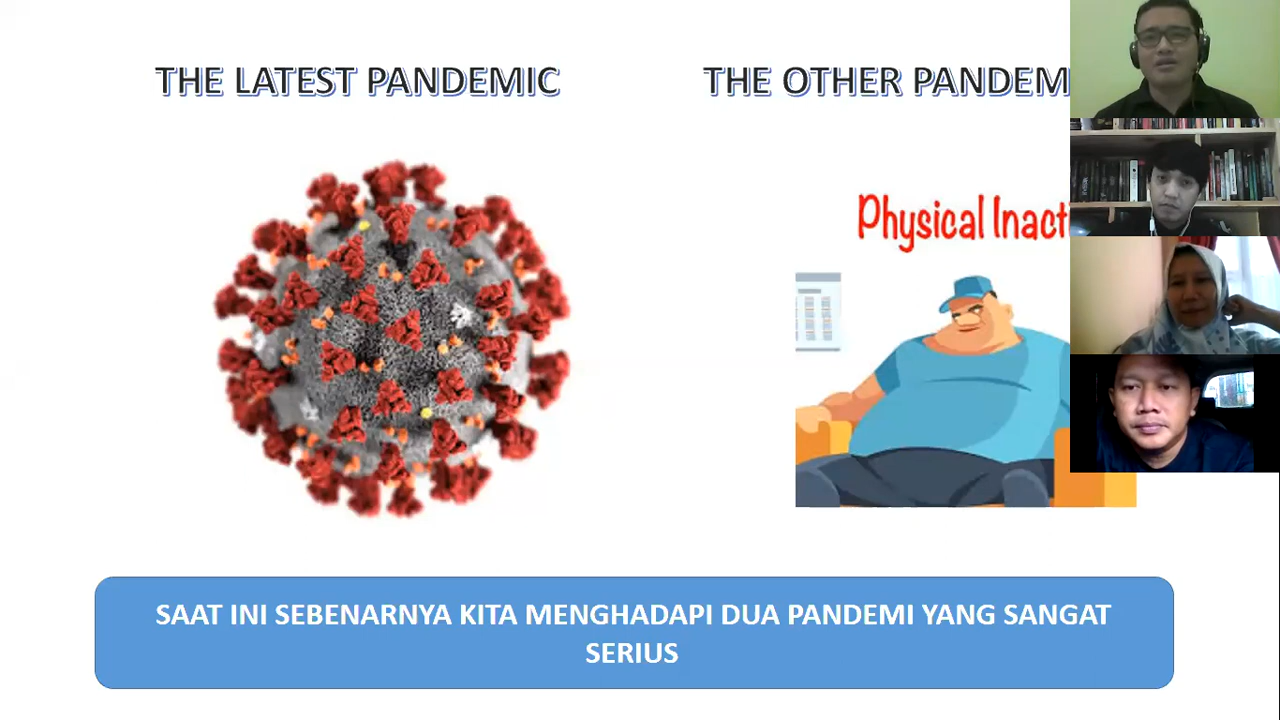 THE LATEST PANDEMIC
THE OTHER PANDEM
Physical Inact
SAAT INI SEBENARNYA KITA MENGHADAPI DUA PANDEMI YANG SANGAT
SERIUS